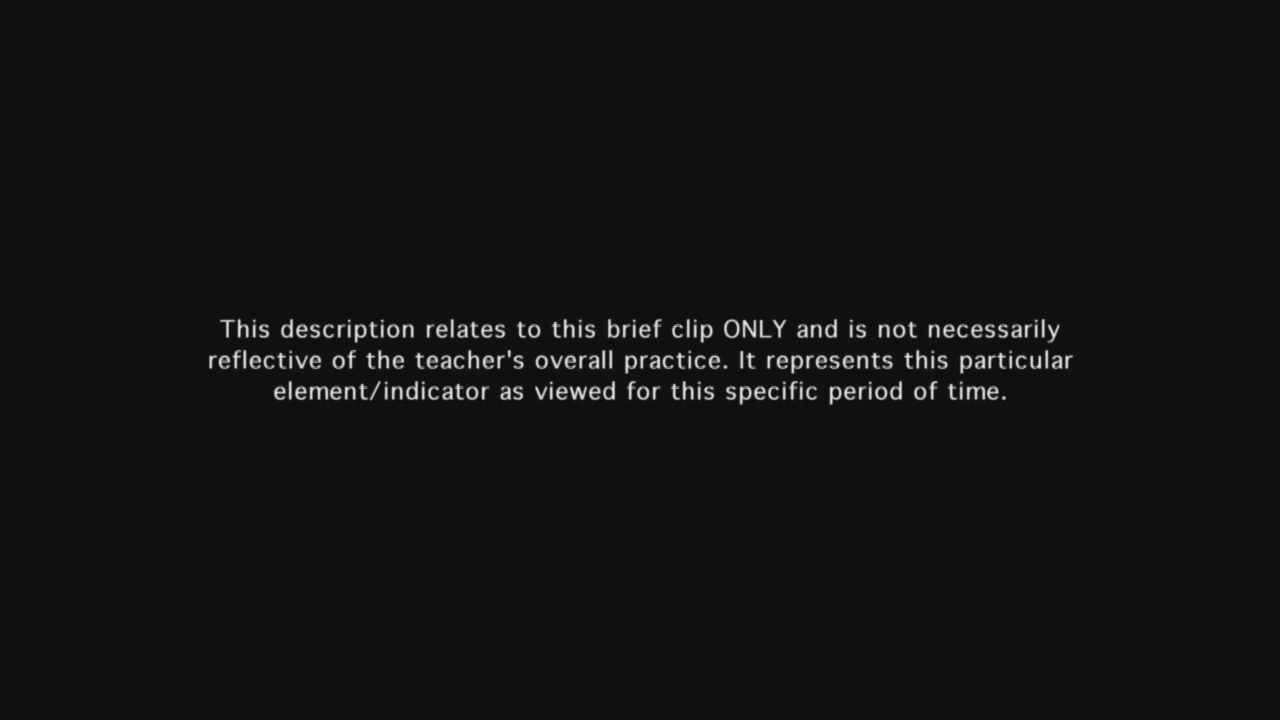 This description relates to this brief clip ONLY and is not necessarily
reflective of the teacher's overall practice. It represents this particular
element/indicator as viewed for this specific period of time.